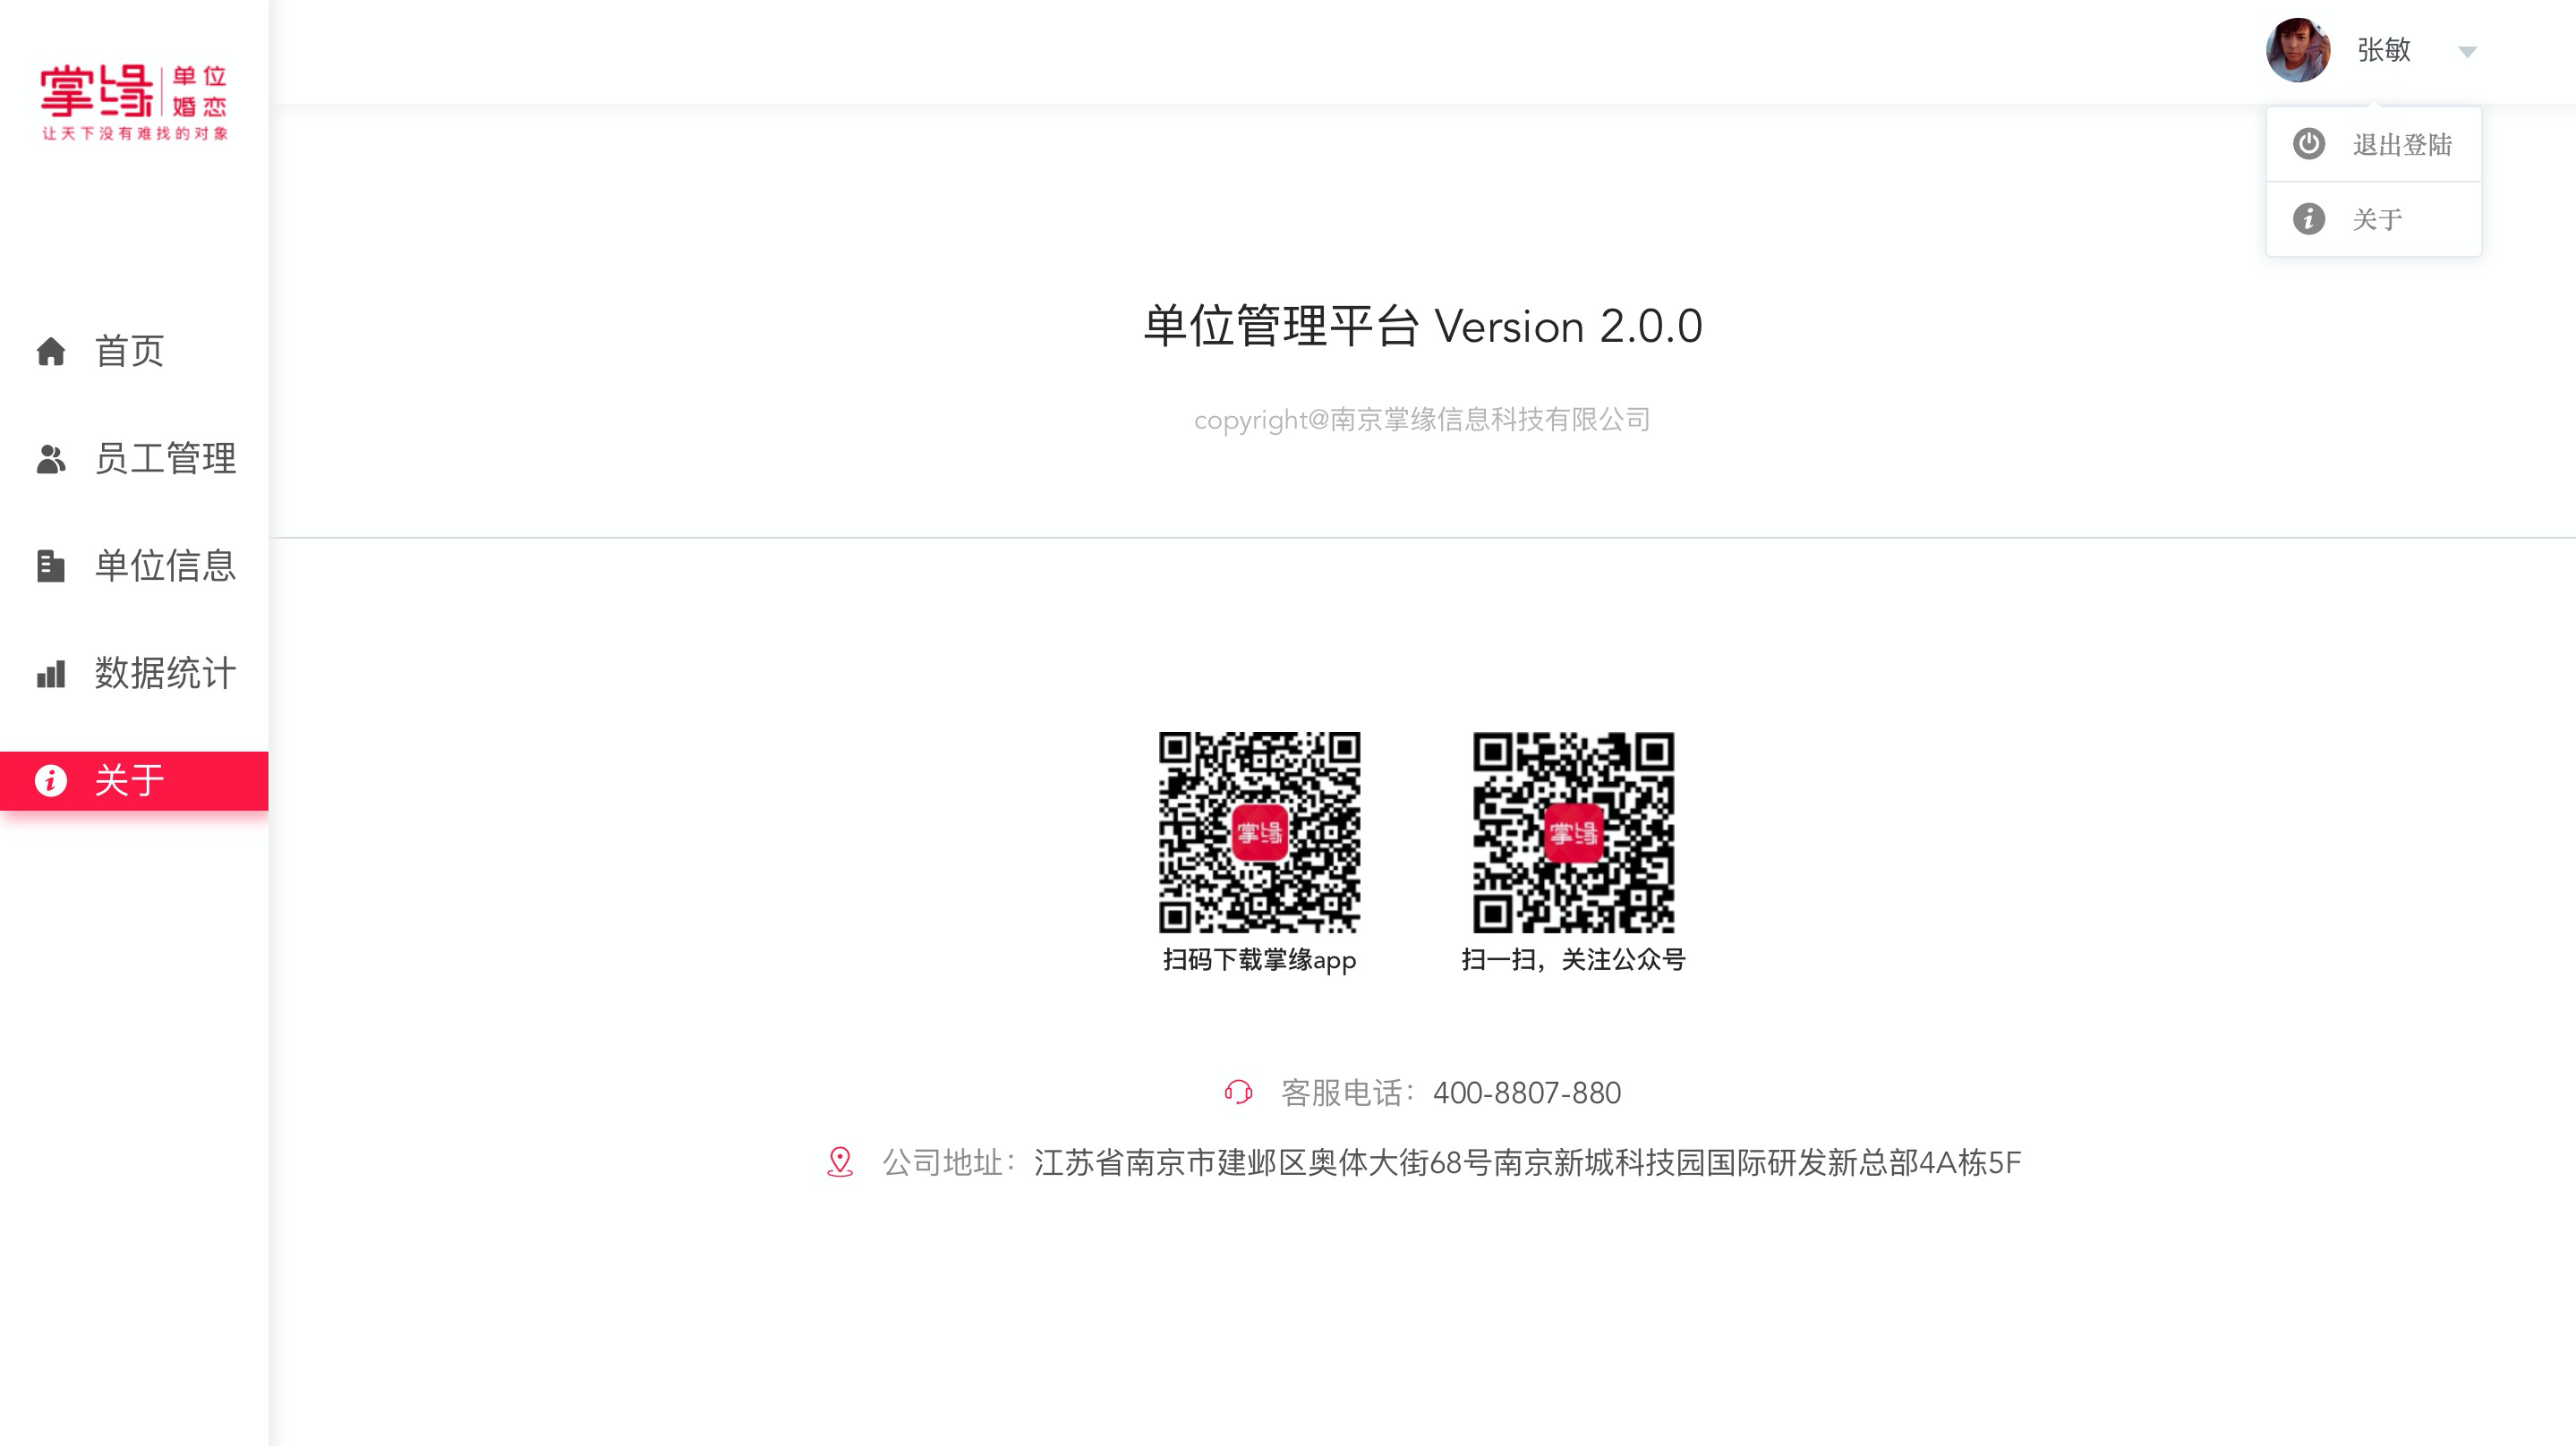 掌缘 单位婚恋
让天下没有难找的对象
张敏
退出登陆
关于
首页
员工管理
单位信息
数据统计
关于
单位管理平台 Version 2.0.0
copyright@南京掌缘信息科技有限公司
掌缘
掌缘
扫码下载掌缘app
扫一扫，关注公众号
客服电话：400-8807-880
公司地址：江苏省南京市建邺区奥体大街68号南京新城科技园国际研发新总部4A栋5F